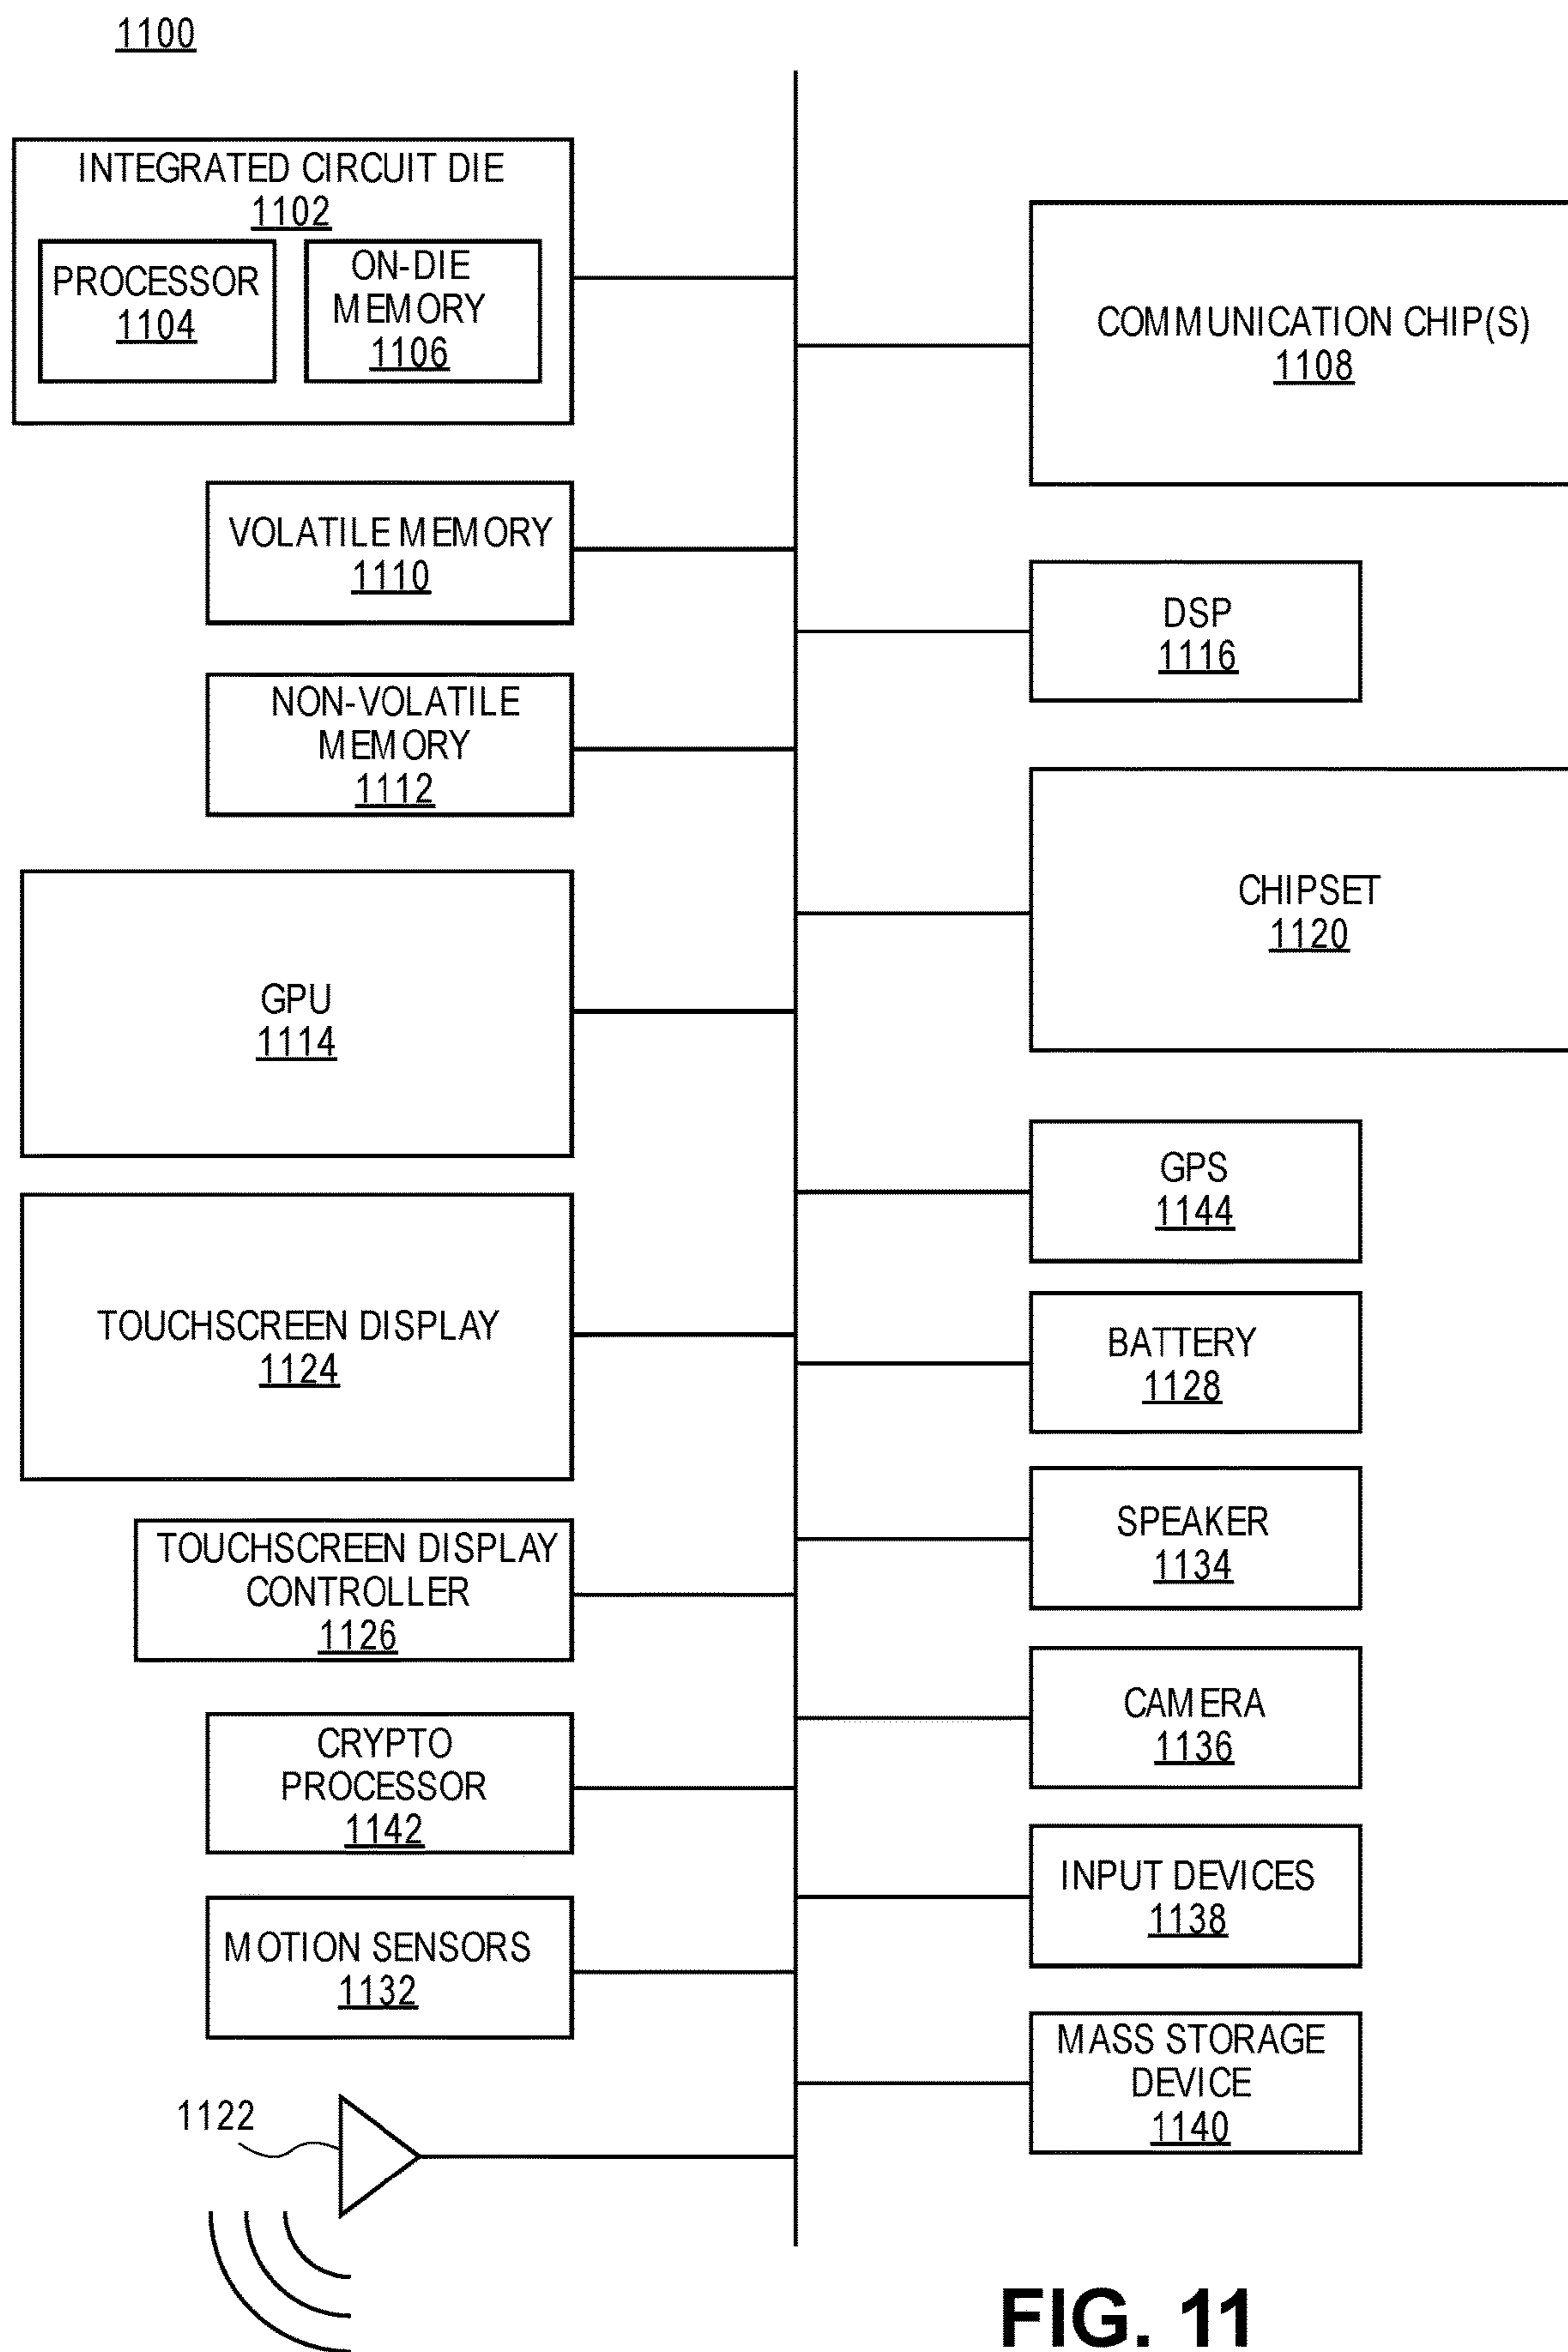 1100
INTEGRATED CIRCUIT DIE
1102
PROCESSOR
1104
ON-DIE
MEMORY
1106
COMMUNICATION CHIP(S)
1108
VOLATILE MEMORY
1110
DSP
1116
NON-VOLATILE
MEMORY
1112
CHIPSET
1120
GPU
1114
GPS
1144
TOUCHSCREEN DISPLAY
1124
BATTERY
1128
SPEAKER
1134
TOUCHSCREEN DISPLAY
CONTROLLER
1126
CAMERA
1136
CRYPTO
PROCESSOR
1142
INPUT DEVICES
1138
MOTION SENSORS
1132
MASS STORAGE
DEVICE
1140
1122
FIG. 11